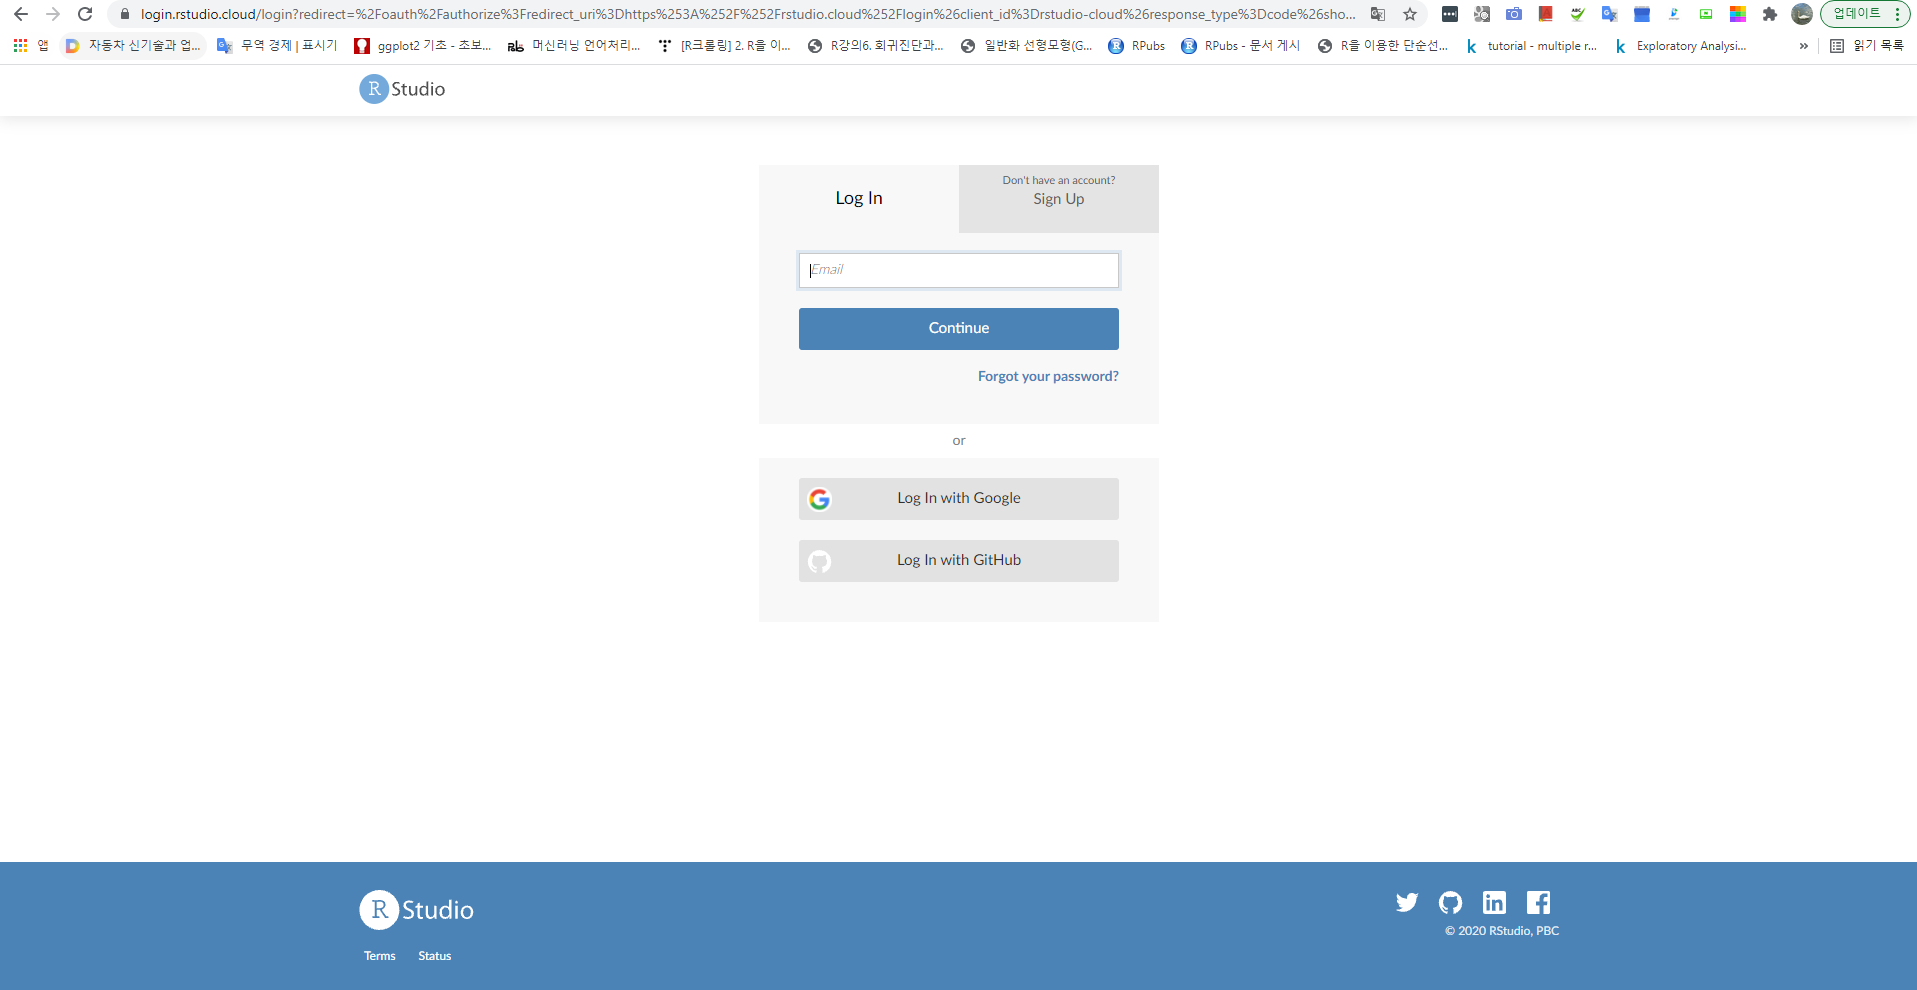 login.rstudio.cloud/login?redirect=%2Foauth%2Fauthorize%3Fredirect_uri%3Dhttps%253A%252F%252Frstudio.cloud%252Flogin%26client_id%3Drstudio-cloud%26response_type%3Dcode%26sho...
업데이트
앱
자동차 신기술과 업...
무역 경제 | 표시기
ggplot2 기초 - 초보...
머신러닝 언어처리...
[R크롤링] 2. R을 이...
R강의6. 회귀진단과...
일반화 선형모형(G...
RPubs
RPubs - 문서 게시
R을 이용한 단순선...
tutorial - multiple r...
Exploratory Analysi...
»
읽기 목록
R Studio
Log In
Don't have an account?
Sign Up
Email
Continue
Forgot your password?
or
Log In with Google
Log In with GitHub
R Studio
© 2020 RStudio, PBC
Terms
Status